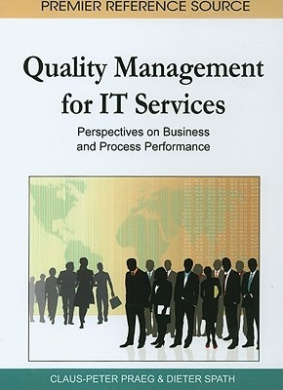 PREMIER REFERENCE SOURCE
Quality Management
for IT Services
Perspectives on Business
and Process Performance
CLAUS-PETER PRAEG & DIETER SPATH